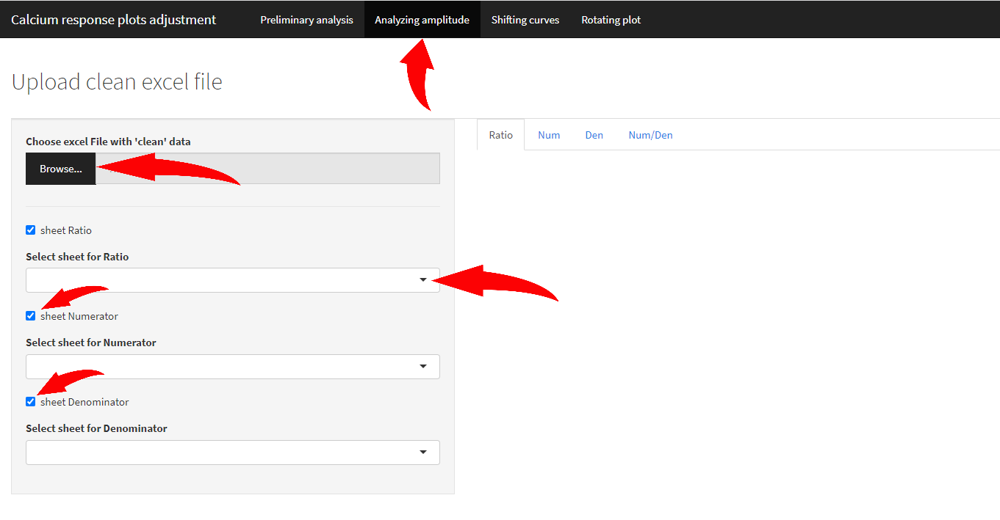 Calcium response plots adjustment Preliminary analysis Analyzing amplitude Shifting curves Rotating plot
Upload clean excel file
Choose excel File with 'clean' data
Browse...
sheet Ratio
Select sheet for Ratio
sheet Numerator
Select sheet for Numerator
sheet Denominator
Select sheet for Denominator
Ratio Num Den Num/Den